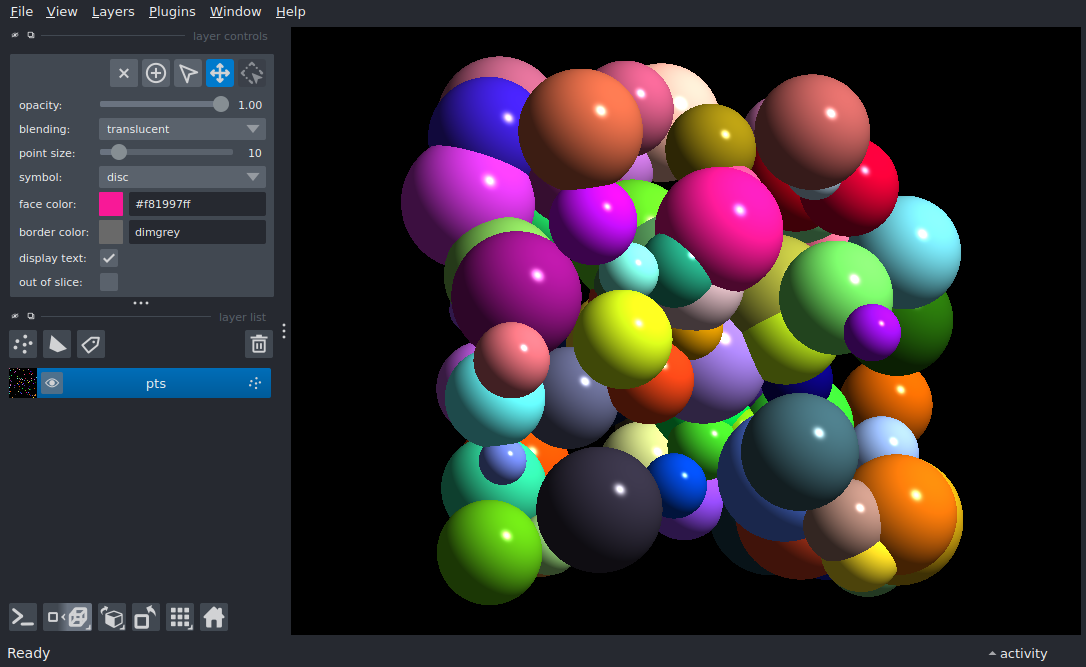 File View Layers Plugins Window Help
layer controls
opacity: 1.00
blending: translucent
point size: 10
symbol: disc
face color: #f81997ff
border color: dimgrey
display text:
out of slice:
layer list
pts
Ready
activity